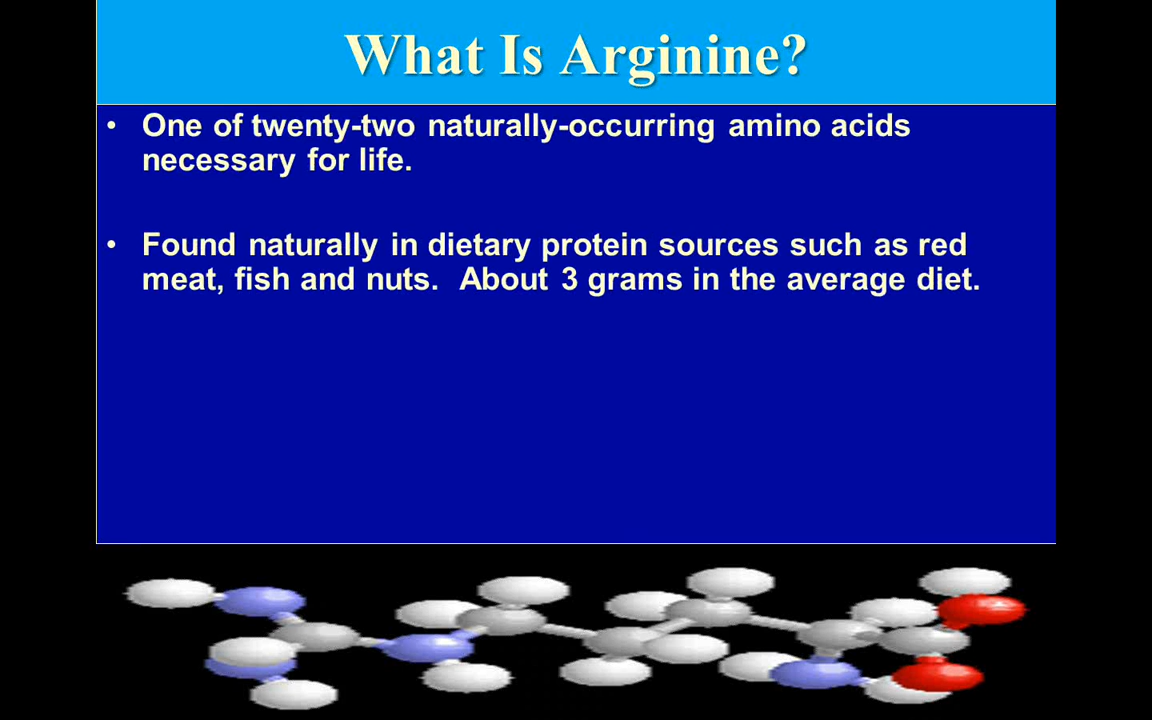 What Is Arginine?
• One of twenty-two naturally-occurring amino acids
necessary for life.
• Found naturally in dietary protein sources such as red
meat, fish and nuts.  About 3 grams in the average diet.